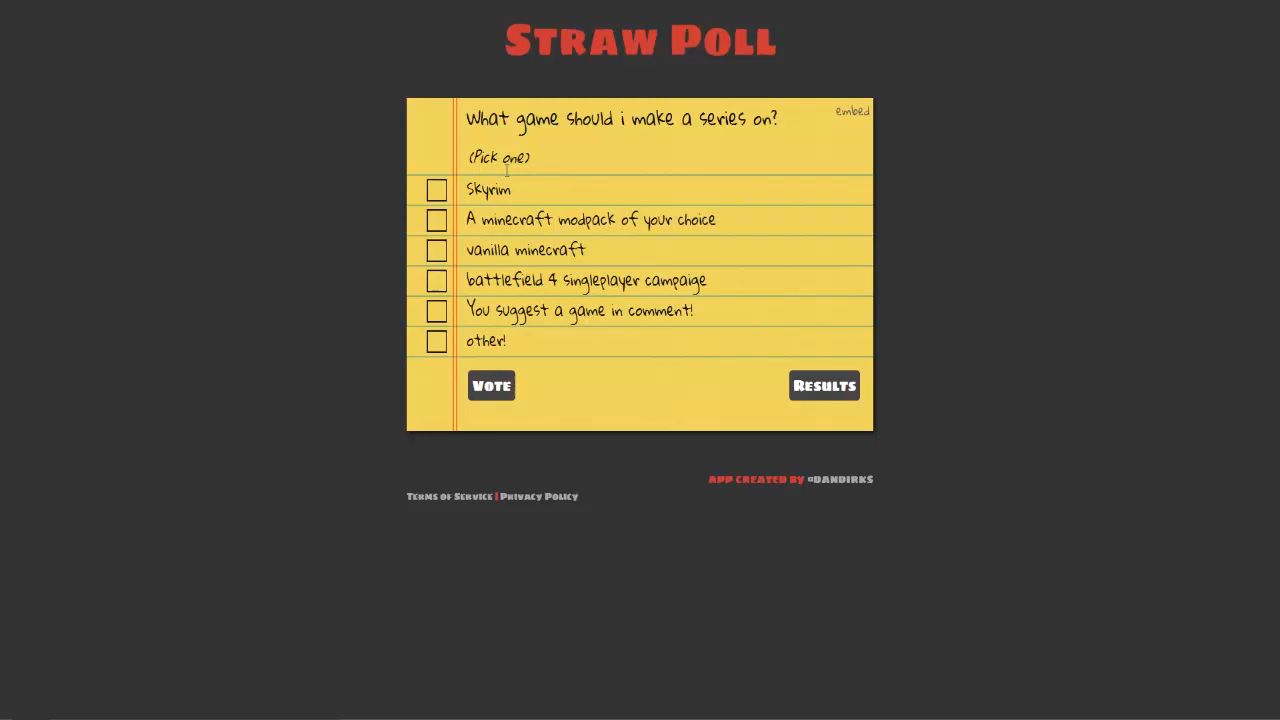 Straw Poll
What game should i make a series on?
embed
(Pick one)
Skyrim
A minecraft modpack of your choice
vanilla minecraft
battlefield 4 singleplayer campaige
You suggest a game in comment!
other!
Vote
Results
App created by @dandirks
Terms of Service | Privacy Policy